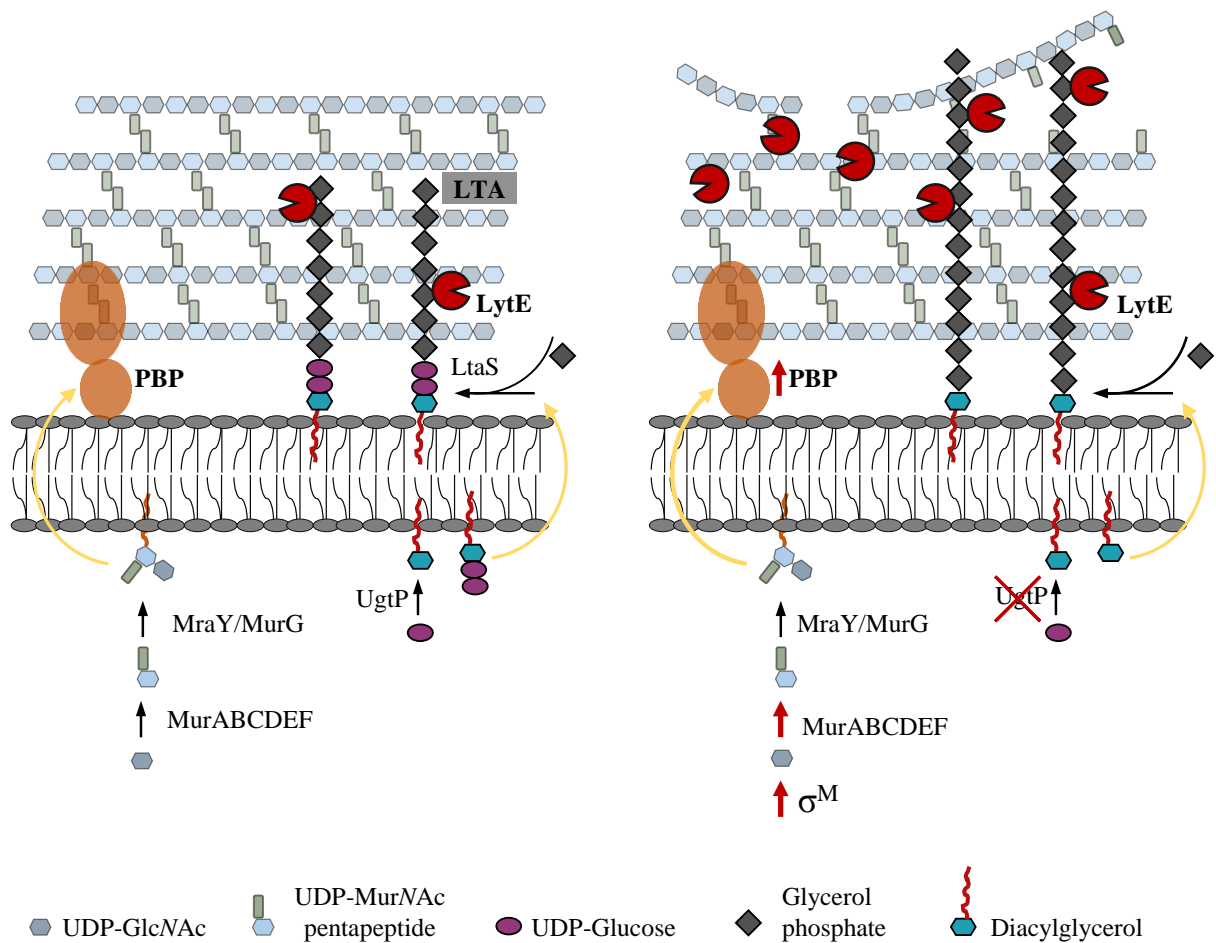 LTA
LytE
LtaS
PBP
UgtP
MraY/MurG
MurABCDEF
LytE
PBP
UgtP
MraY/MurG
MurABCDEF
σᴹ
UDP-GlcNAc
UDP-MurNAc
pentapeptide
UDP-Glucose
Glycerol
phosphate
Diacylglycerol